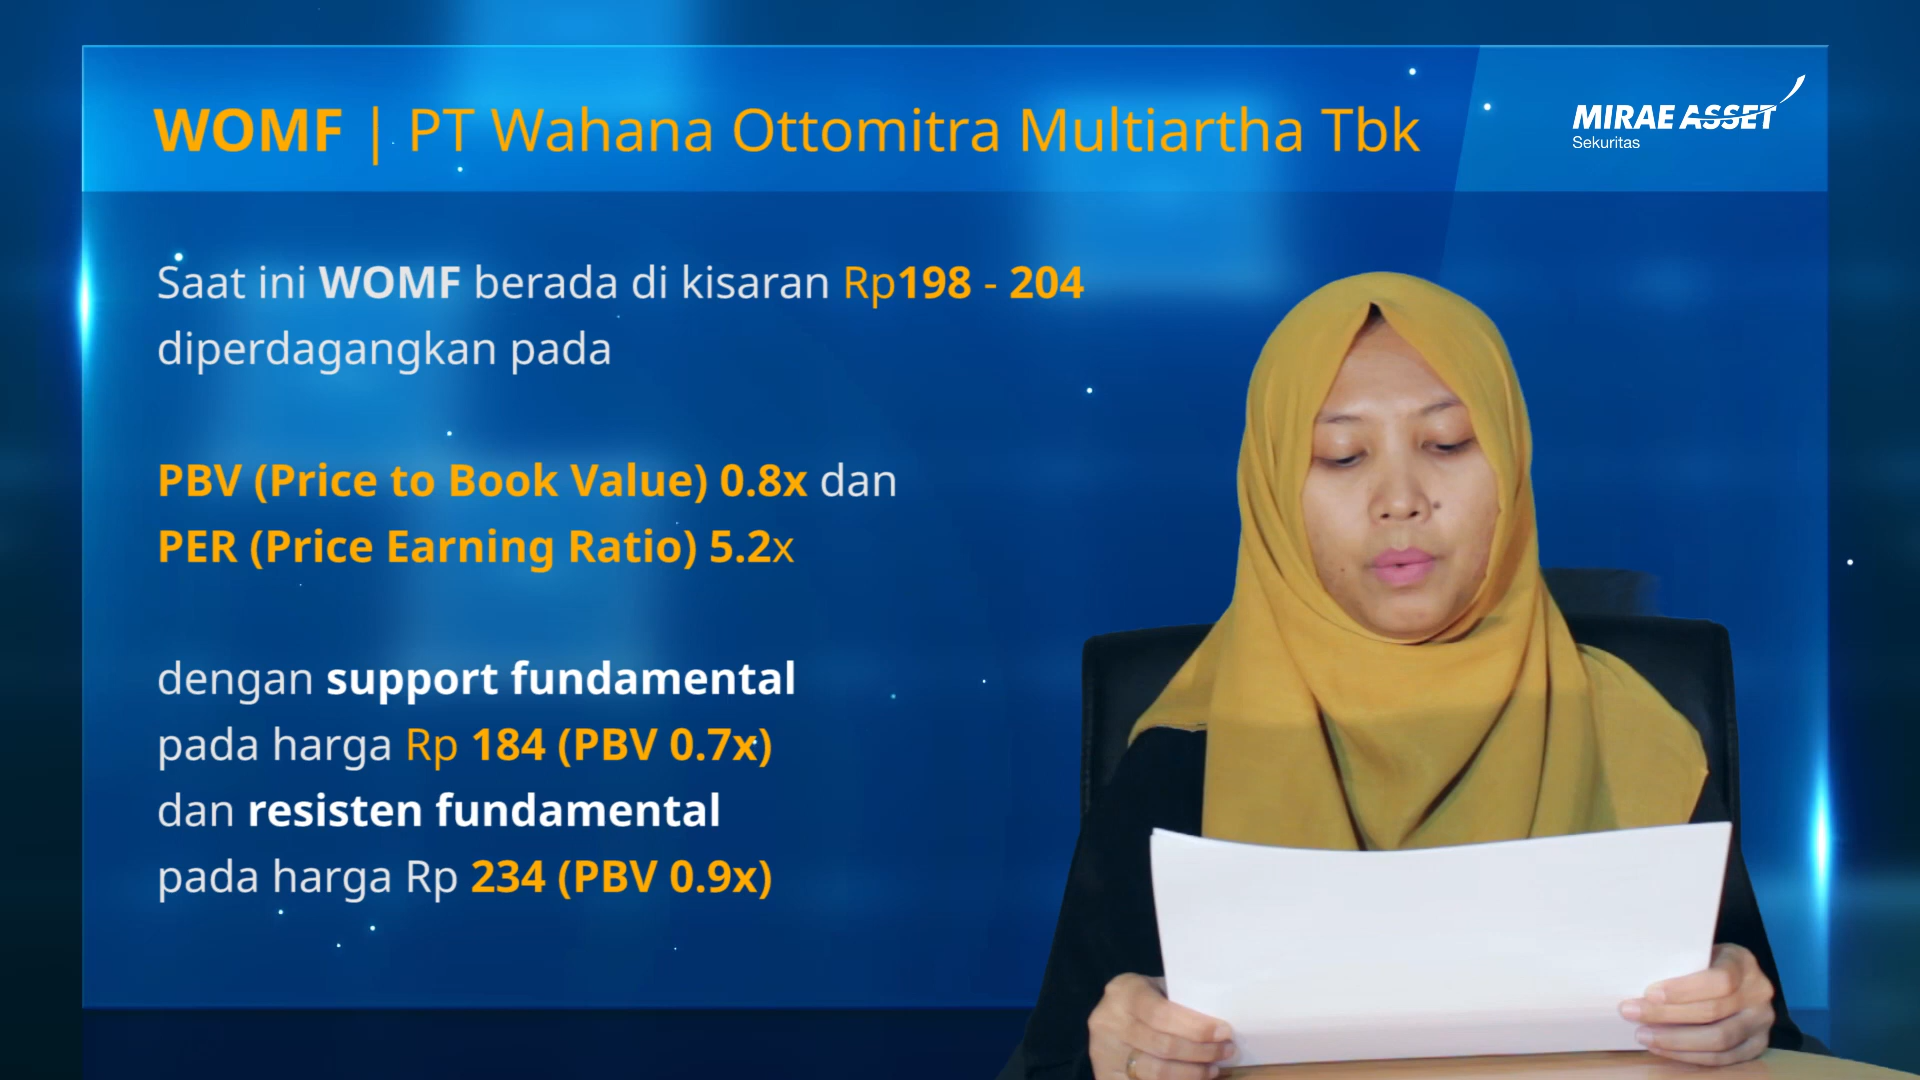 WOMF | PT Wahana Ottomitra Multiartha Tbk
MIRAE ASSET
Sekuritas
Saat ini WOMF berada di kisaran Rp198 - 204
diperdagangkan pada
PBV (Price to Book Value) 0.8x dan
PER (Price Earning Ratio) 5.2x
dengan support fundamental
pada harga Rp 184 (PBV 0.7x)
dan resisten fundamental
pada harga Rp 234 (PBV 0.9x)